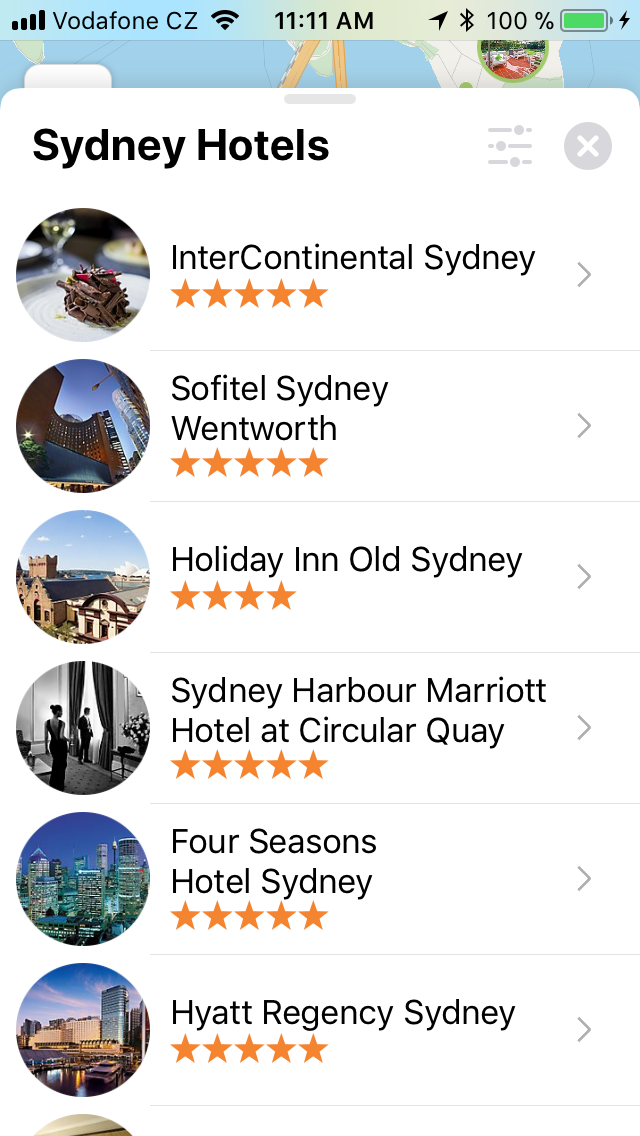 Vodafone CZ 11:11 AM 100 %
Sydney Hotels
InterContinental Sydney
Sofitel Sydney
Wentworth
Holiday Inn Old Sydney
Sydney Harbour Marriott
Hotel at Circular Quay
Four Seasons
Hotel Sydney
Hyatt Regency Sydney